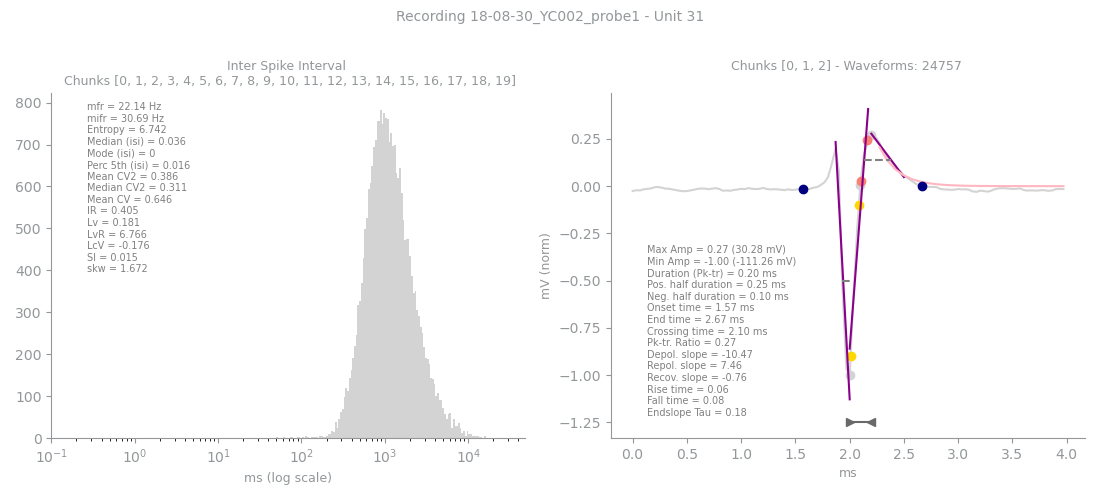 Recording 18-08-30_YC002_probe1 - Unit 31
Inter Spike Interval
Chunks [0, 1, 2, 3, 4, 5, 6, 7, 8, 9, 10, 11, 12, 13, 14, 15, 16, 17, 18, 19]
800
700
600
500
400
300
200
100
0
mfr = 22.14 Hz
mifr = 30.69 Hz
Entropy = 6.742
Median (isi) = 0.036
Mode (isi) = 0
Perc 5th (isi) = 0.016
Mean CV2 = 0.386
Median CV2 = 0.311
Mean CV = 0.646
IR = 0.405
Lv = 0.181
LvR = 6.766
LcV = -0.176
SI = 0.015
skw = 1.672
10⁻¹ 10⁰ 10¹ 10² 10³ 10⁴
ms (log scale)
Chunks [0, 1, 2] - Waveforms: 24757
mV (norm)
0.25
0.00
−0.25
−0.50
−0.75
−1.00
−1.25
Max Amp = 0.27 (30.28 mV)
Min Amp = -1.00 (-111.26 mV)
Duration (Pk-tr) = 0.20 ms
Pos. half duration = 0.25 ms
Neg. half duration = 0.10 ms
Onset time = 1.57 ms
End time = 2.67 ms
Crossing time = 2.10 ms
Pk-tr. Ratio = 0.27
Depol. slope = -10.47
Repol. slope = 7.46
Recov. slope = -0.76
Rise time = 0.06
Fall time = 0.08
Endslope Tau = 0.18
0.0 0.5 1.0 1.5 2.0 2.5 3.0 3.5 4.0
ms